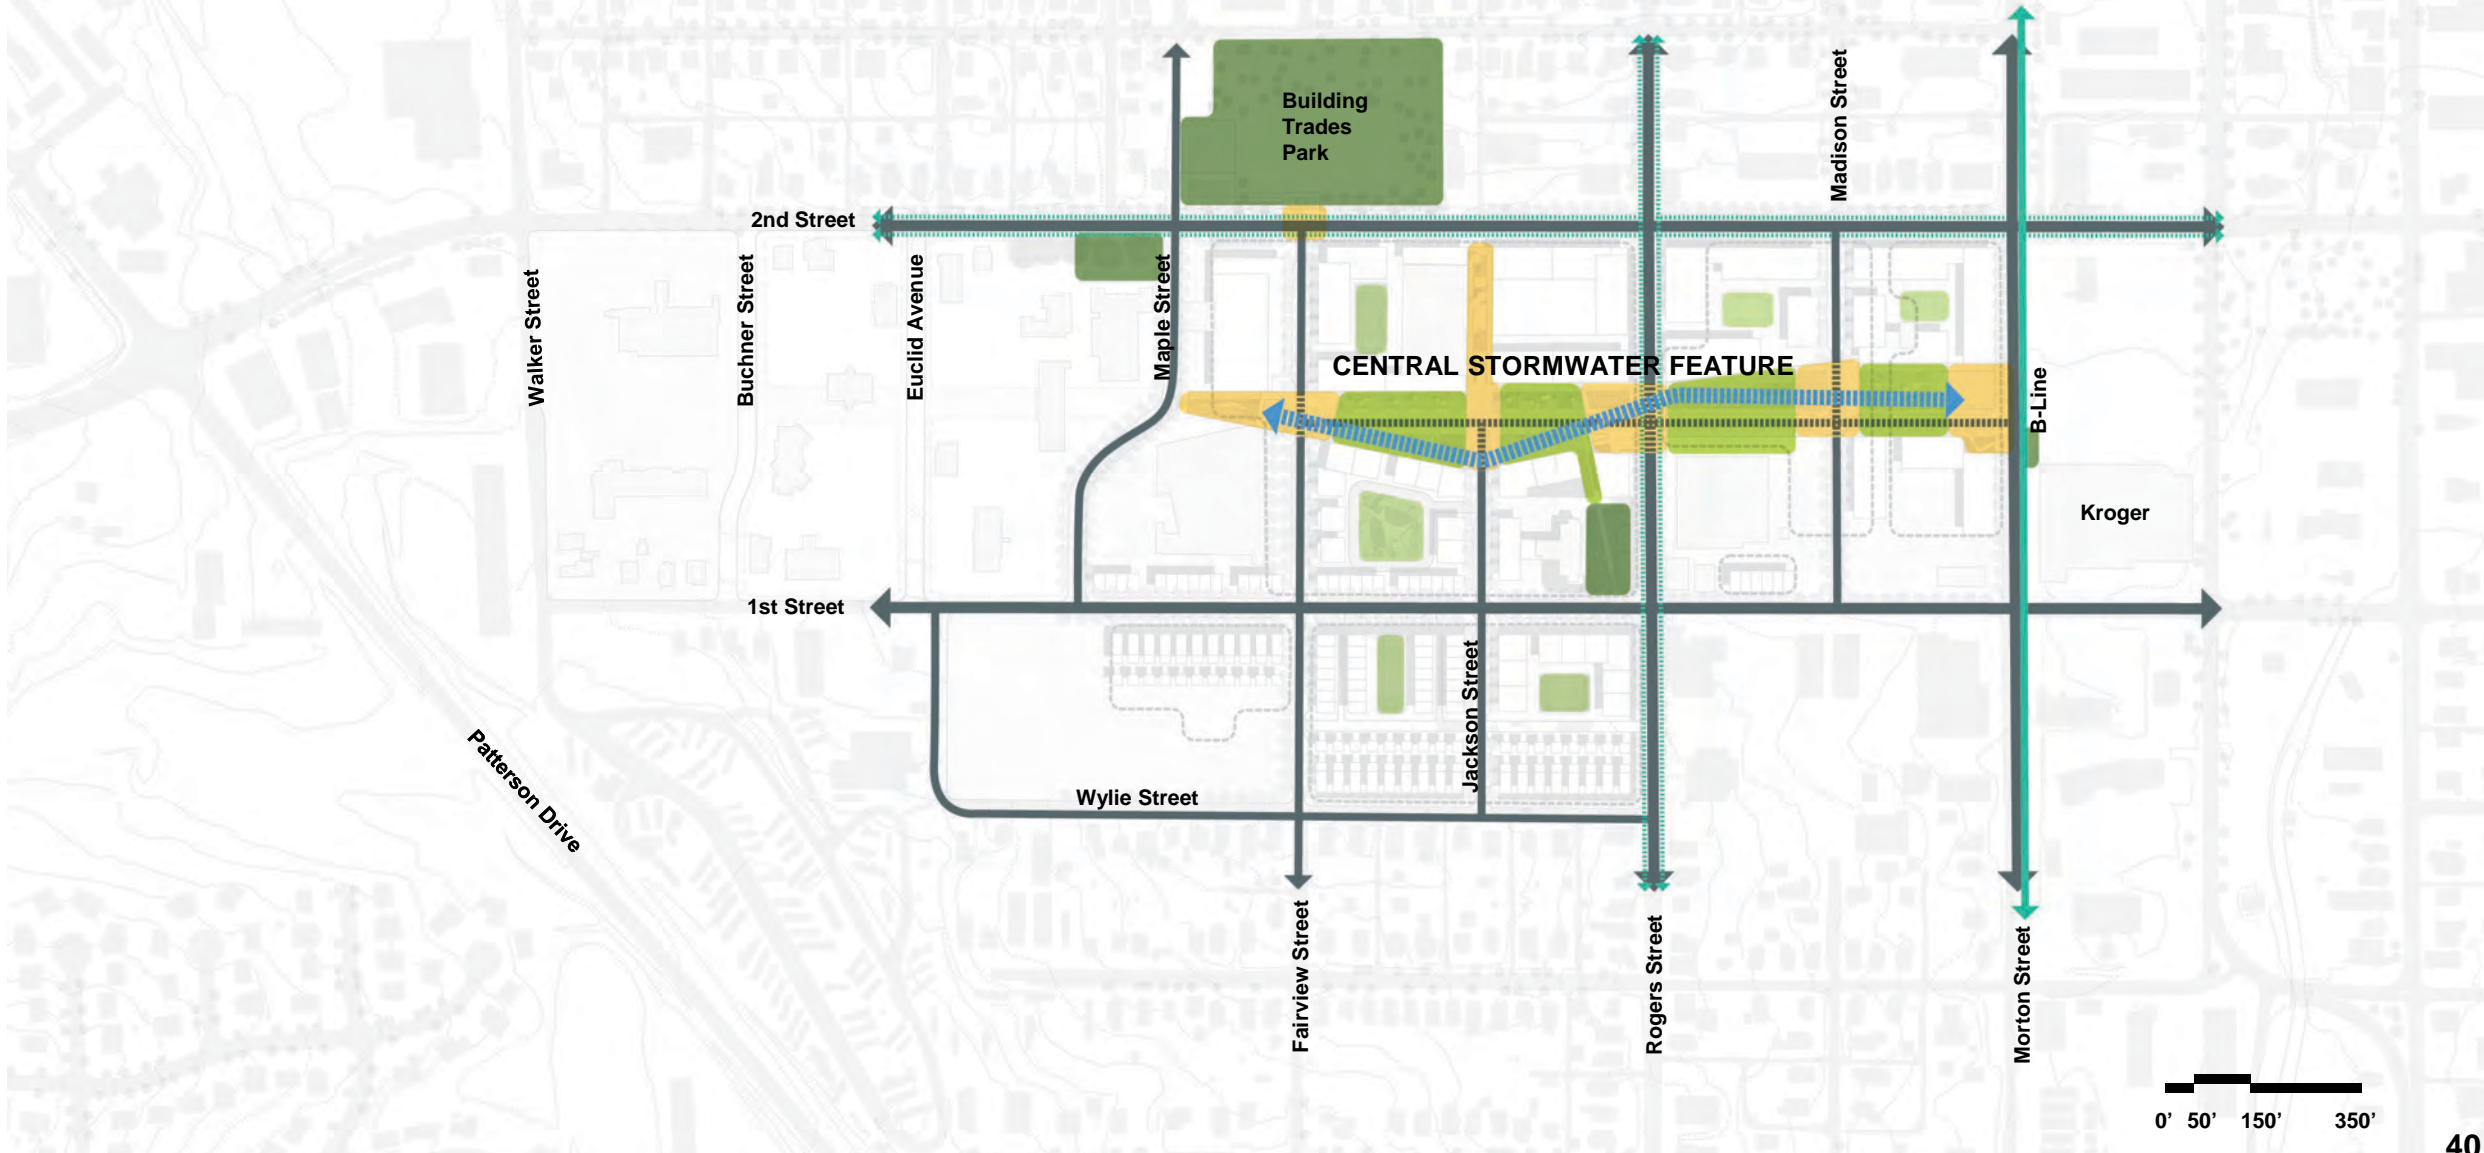 Building
Trades
Park
Madison Street
2nd Street
Walker Street
Buchner Street
Euclid Avenue
Maple Street
CENTRAL STORMWATER FEATURE
B-Line
Kroger
1st Street
Jackson Street
Patterson Drive
Wylie Street
Fairview Street
Rogers Street
Morton Street
0’ 50’ 150’ 350’
40